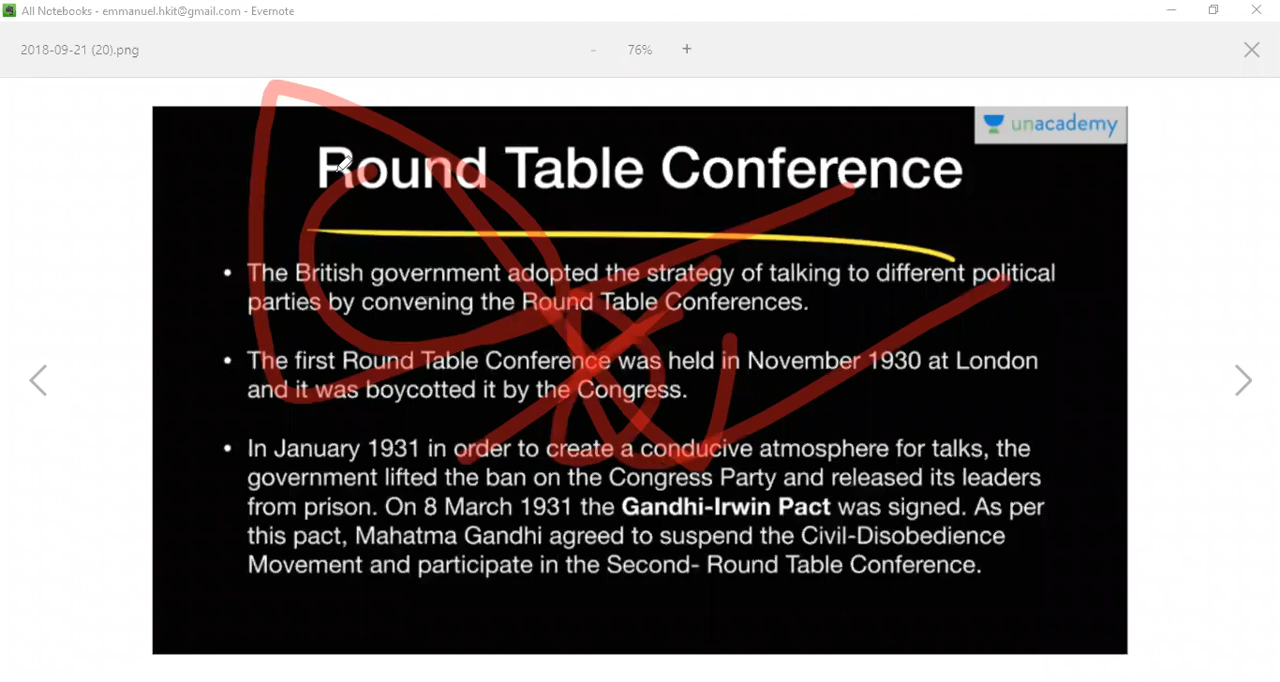 All Notebooks - emmanuel.hkit@gmail.com - Evernote
2018-09-21 (20).png
- 76% +
unacademy
Round Table Conference
• The British government adopted the strategy of talking to different political
parties by convening the Round Table Conferences.
• The first Round Table Conference was held in November 1930 at London
and it was boycotted it by the Congress.
• In January 1931 in order to create a conducive atmosphere for talks, the
government lifted the ban on the Congress Party and released its leaders
from prison. On 8 March 1931 the Gandhi-Irwin Pact was signed. As per
this pact, Mahatma Gandhi agreed to suspend the Civil-Disobedience
Movement and participate in the Second- Round Table Conference.